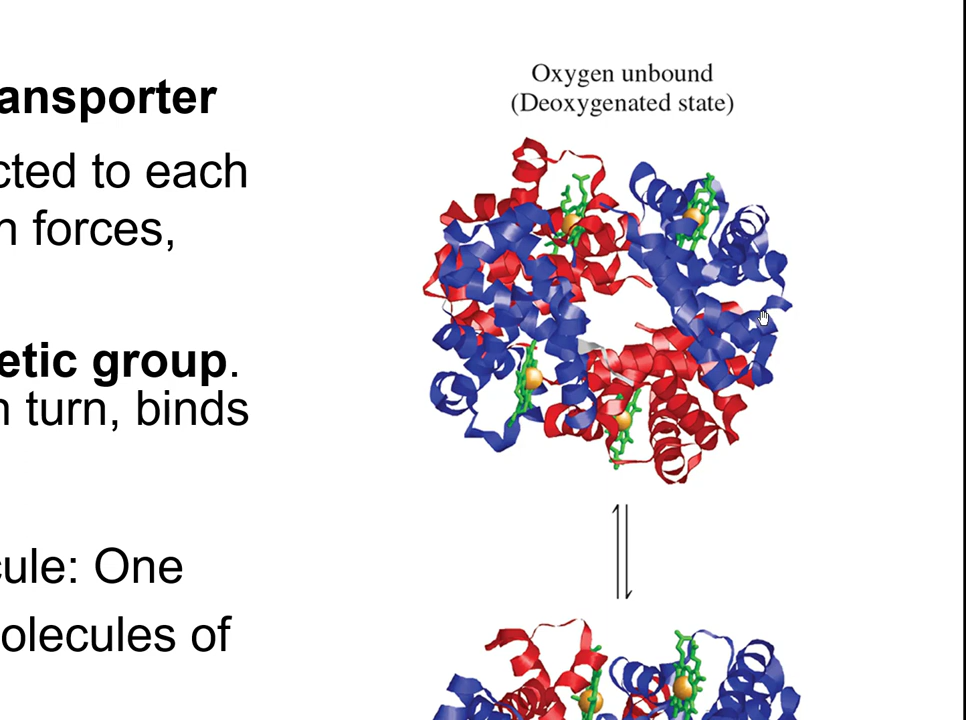 ansporter
cted to each
n forces,
etic group.
n turn, binds
cule: One
olecules of
Oxygen unbound
(Deoxygenated state)